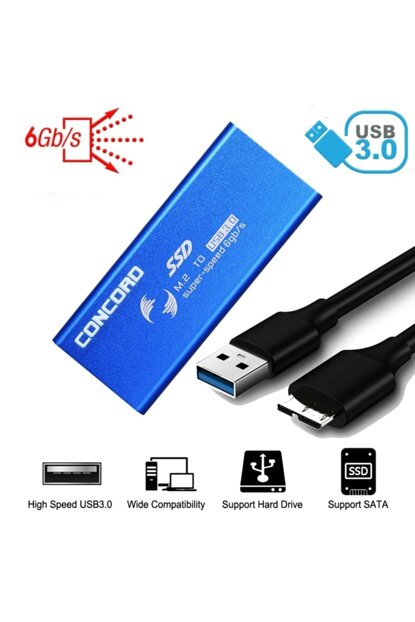 6Gb/s
USB
3.0
CONCORD
SSD
M.2 TO USB3.0
super-speed 6gb/s
High Speed USB3.0
Wide Compatibility
Support Hard Drive
SSD
Support SATA